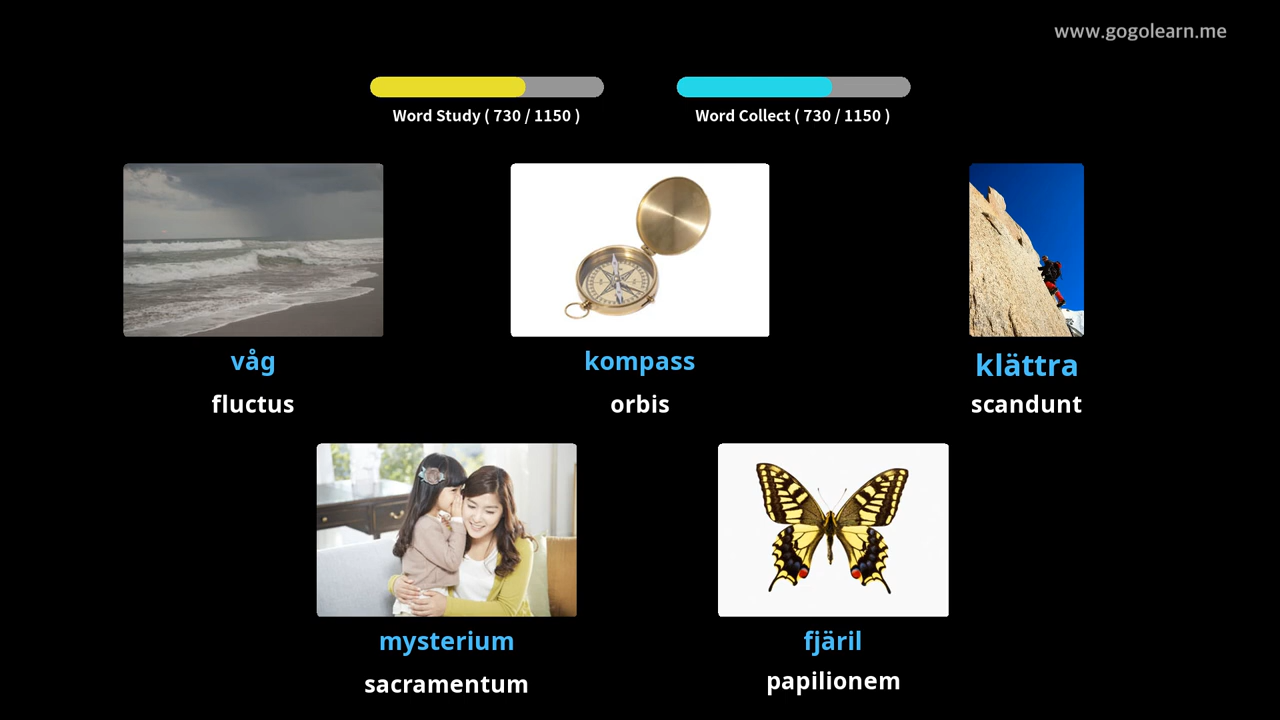 www.gogolearn.me
Word Study ( 730 / 1150 )
Word Collect ( 730 / 1150 )
våg
kompass
klättra
fluctus
orbis
scandunt
mysterium
fjäril
sacramentum
papilionem